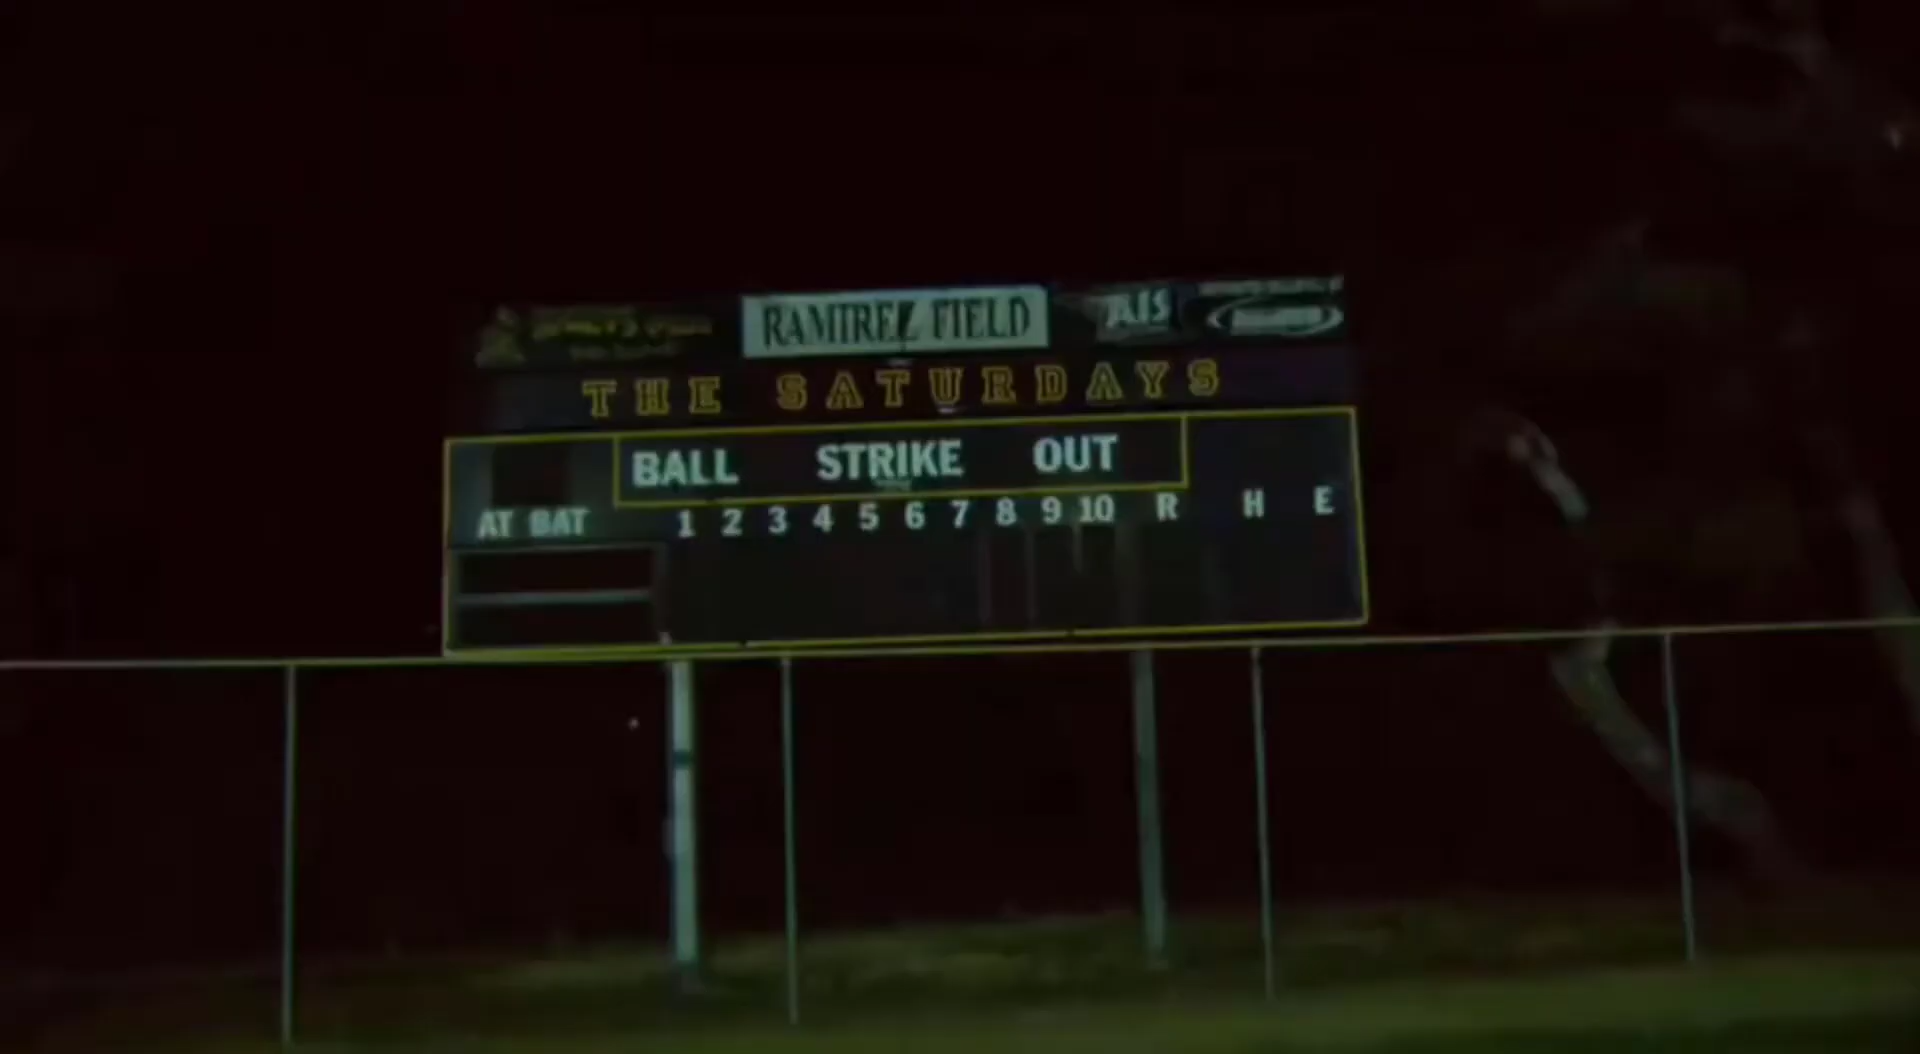 RAMIREZ FIELD
AIS
THE SATURDAYS
BALL STRIKE OUT
AT BAT 1 2 3 4 5 6 7 8 9 10 R H E